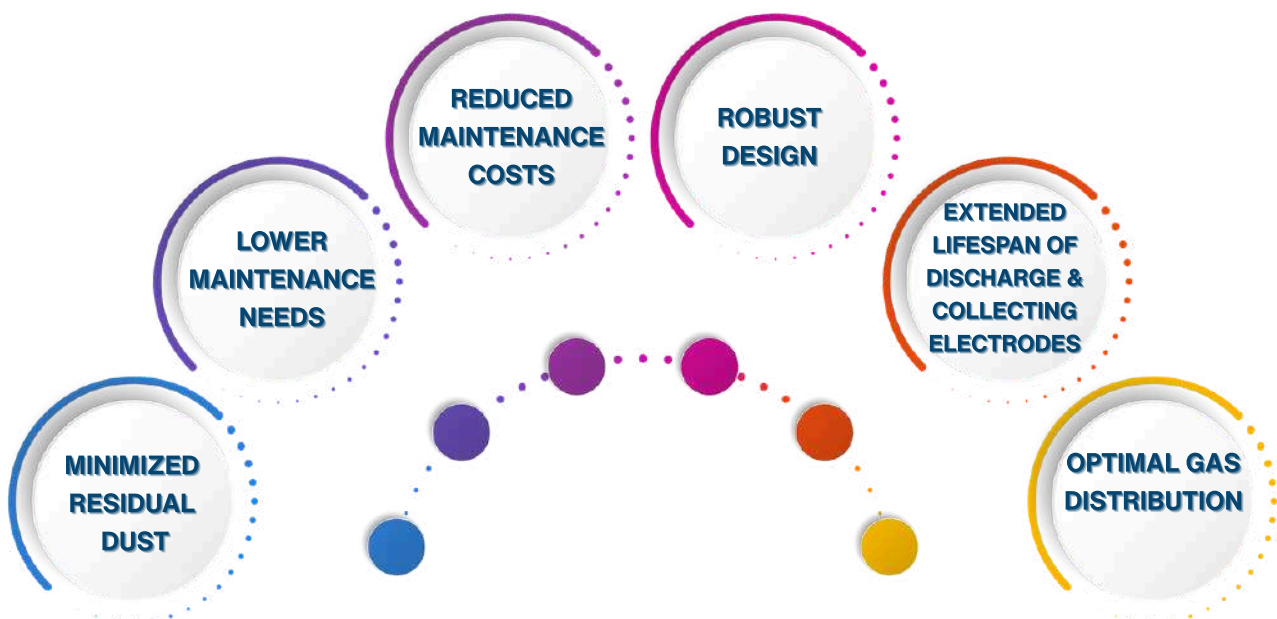 MINIMIZED
RESIDUAL
DUST
LOWER
MAINTENANCE
NEEDS
REDUCED
MAINTENANCE
COSTS
ROBUST
DESIGN
EXTENDED
LIFESPAN OF
DISCHARGE &
COLLECTING
ELECTRODES
OPTIMAL GAS
DISTRIBUTION